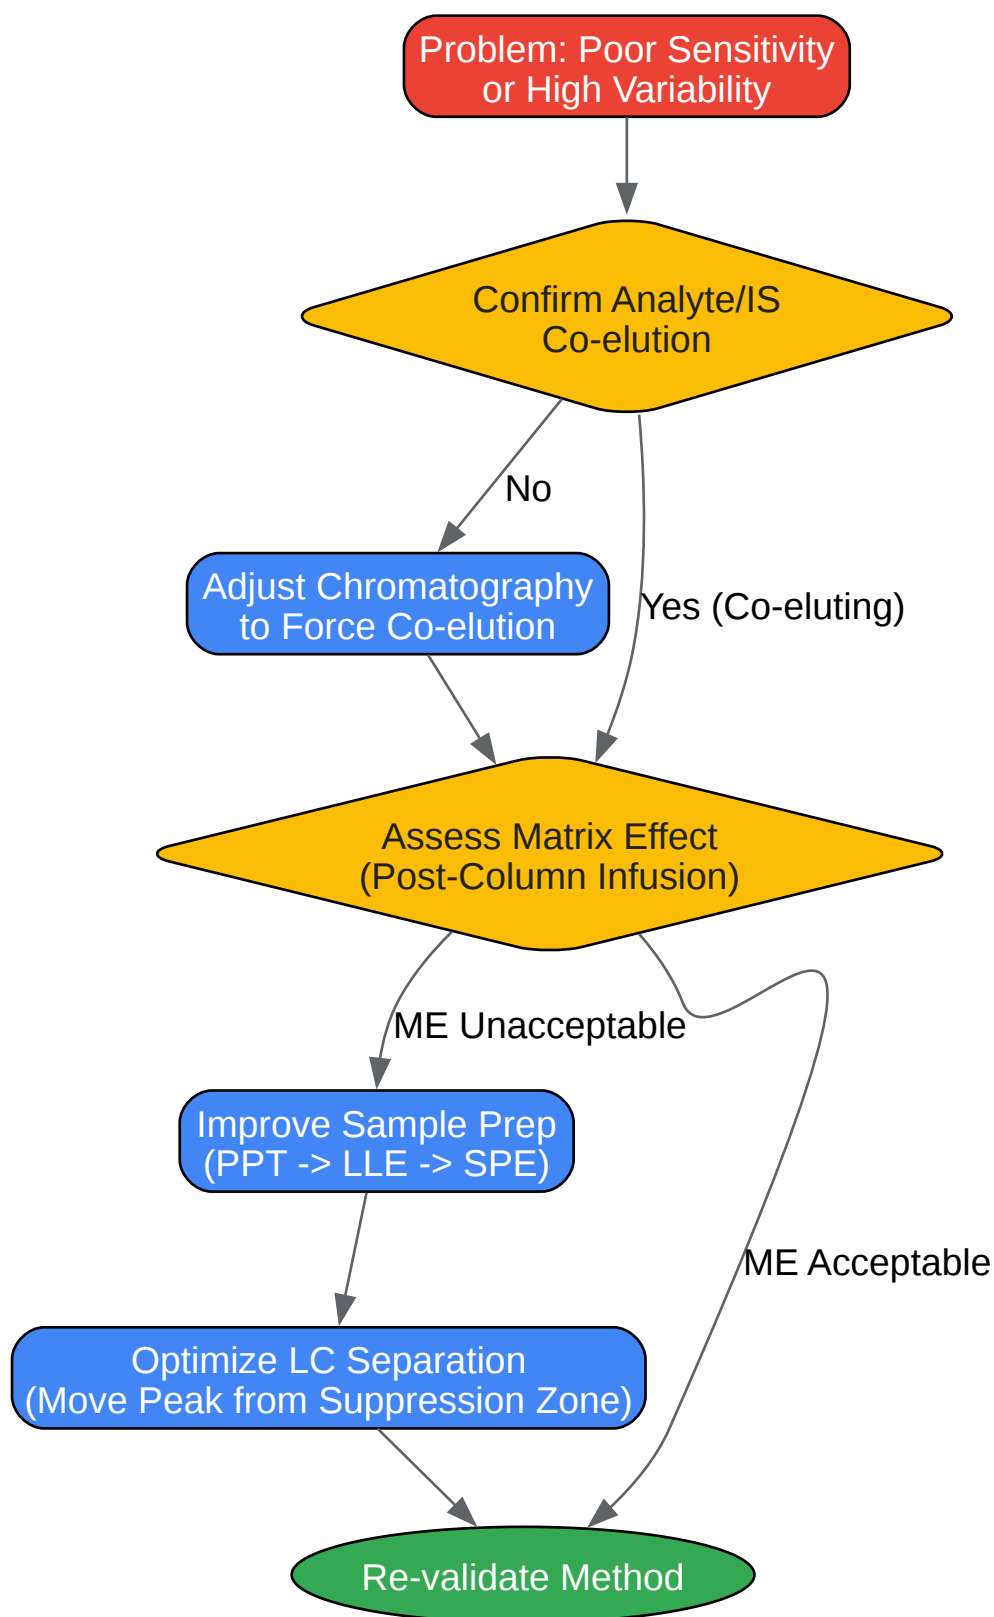 Problem: Poor Sensitivity
or High Variability
Confirm Analyte/IS
Co-elution
No
Adjust Chromatography
to Force Co-elution
Yes (Co-eluting)
Assess Matrix Effect
(Post-Column Infusion)
ME Unacceptable
Improve Sample Prep
(PPT -> LLE -> SPE)
ME Acceptable
Optimize LC Separation
(Move Peak from Suppression Zone)
Re-validate Method